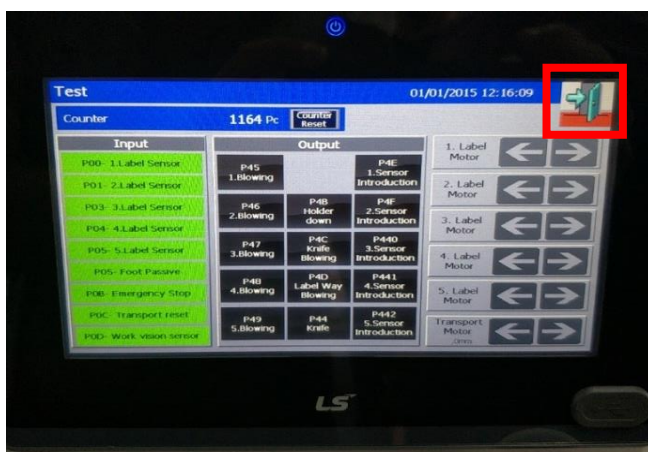 Test
01/01/2015 12:16:09
Counter
1164 Pc
Counter
Reset
Input
P00- 1.Label Sensor
P01- 2.Label Sensor
P03- 3.Label Sensor
P04- 4.Label Sensor
P05- 5.Label Sensor
P05- Foot Passive
P0B- Emergency Stop
P0C- Transport reset
P0D- Work vision sensor
Output
P45
1.Blowing
P4E
1.Sensor
Introduction
P46
2.Blowing
P4B
Holder
down
P4F
2.Sensor
Introduction
P47
3.Blowing
P4C
Knife
Blowing
P440
3.Sensor
Introduction
P48
4.Blowing
P4D
Label Way
Blowing
P441
4.Sensor
Introduction
P49
5.Blowing
P44
Knife
P442
5.Sensor
Introduction
1. Label
Motor
2. Label
Motor
3. Label
Motor
4. Label
Motor
5. Label
Motor
Transport
Motor
.0mm
LS